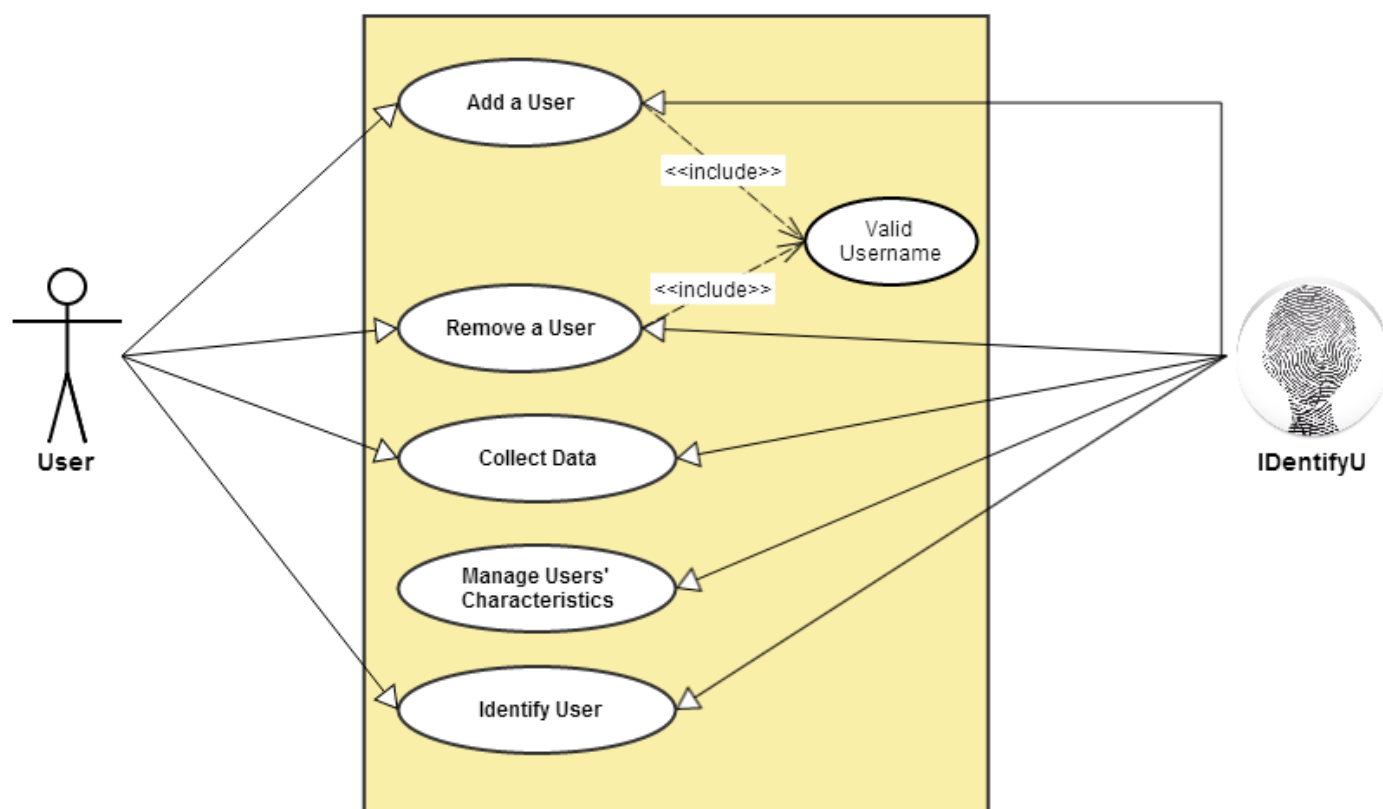 Add a User
<<include>>
Valid
Username
<<include>>
Remove a User
User
IDentifyU
Collect Data
Manage Users'
Characteristics
Identify User